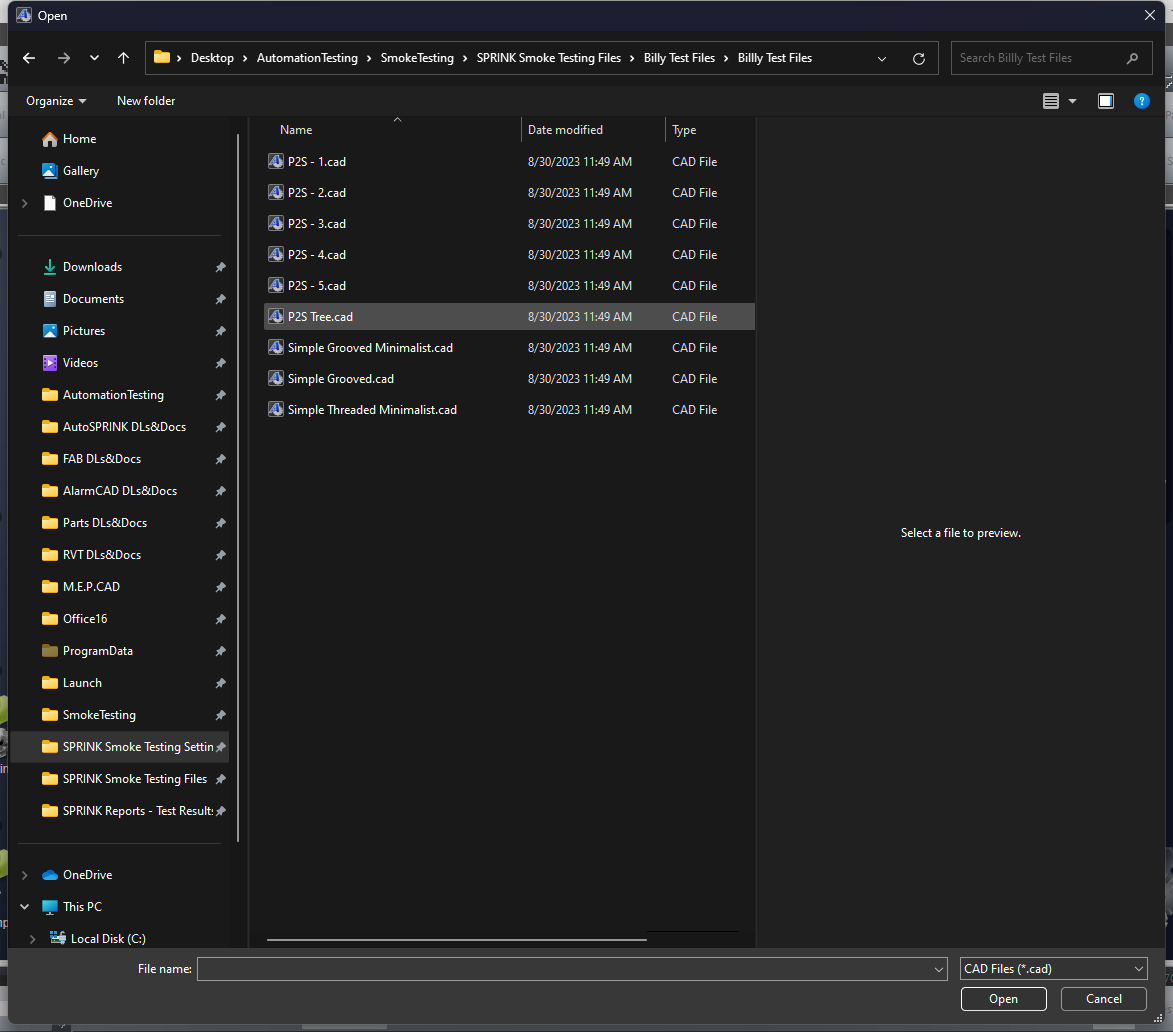 Open
Desktop > AutomationTesting > SmokeTesting > SPRINK Smoke Testing Files > Billy Test Files > Billly Test Files
Search Billly Test Files
Organize
New folder
?
Home
Gallery
OneDrive
Downloads
Documents
Pictures
Videos
AutomationTesting
AutoSPRINK DLs&Docs
FAB DLs&Docs
AlarmCAD DLs&Docs
Parts DLs&Docs
RVT DLs&Docs
M.E.P.CAD
Office16
ProgramData
Launch
SmokeTesting
SPRINK Smoke Testing Settin
SPRINK Smoke Testing Files
SPRINK Reports - Test Results
OneDrive
This PC
Local Disk (C:)
Name Date modified Type
P2S - 1.cad 8/30/2023 11:49 AM CAD File
P2S - 2.cad 8/30/2023 11:49 AM CAD File
P2S - 3.cad 8/30/2023 11:49 AM CAD File
P2S - 4.cad 8/30/2023 11:49 AM CAD File
P2S - 5.cad 8/30/2023 11:49 AM CAD File
P2S Tree.cad 8/30/2023 11:49 AM CAD File
Simple Grooved Minimalist.cad 8/30/2023 11:49 AM CAD File
Simple Grooved.cad 8/30/2023 11:49 AM CAD File
Simple Threaded Minimalist.cad 8/30/2023 11:49 AM CAD File
Select a file to preview.
File name:
CAD Files (*.cad)
Open
Cancel